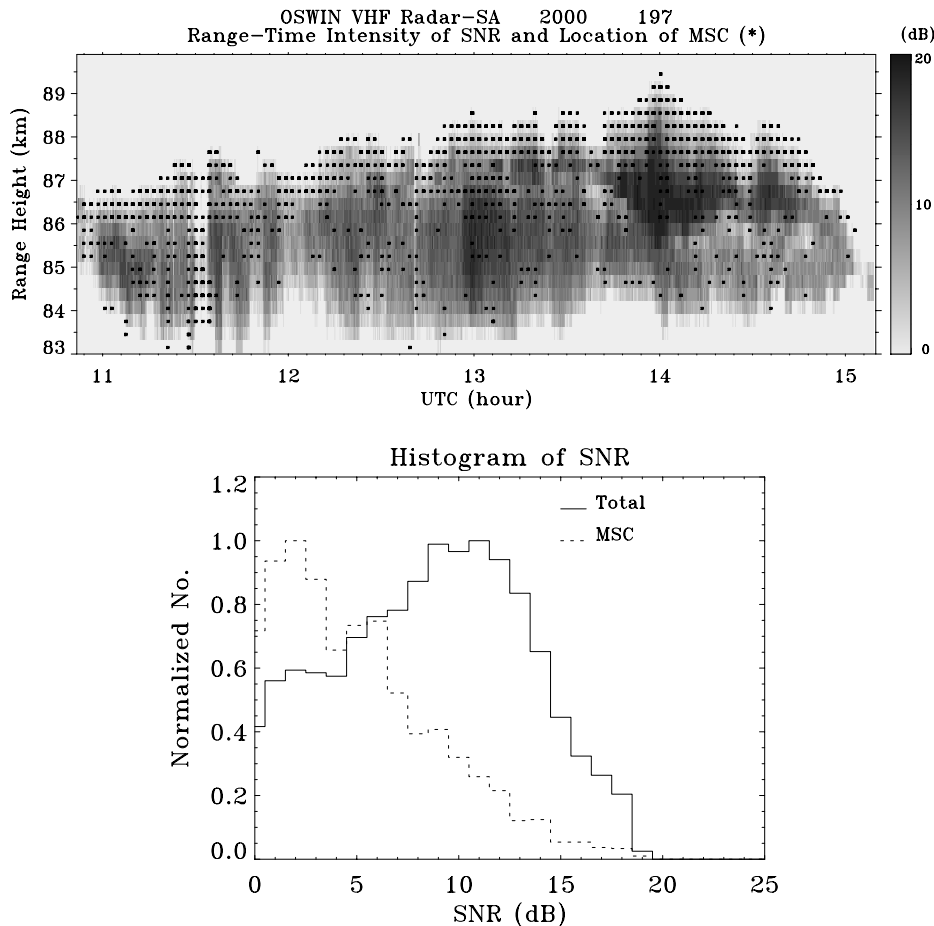 OSWIN VHF Radar-SA 2000 197
Range-Time Intensity of SNR and Location of MSC (*)
(dB)
20
10
0
Range Height (km)
89
88
87
86
85
84
83
11 12 13 14 15
UTC (hour)
Histogram of SNR
Total
MSC
Normalized No.
1.2
1.0
0.8
0.6
0.4
0.2
0.0
0 5 10 15 20 25
SNR (dB)